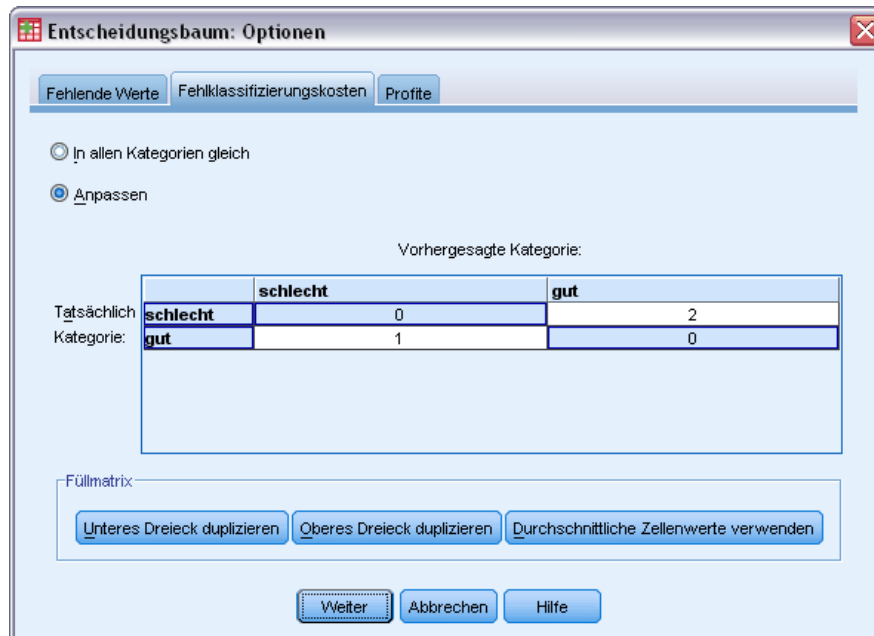 Entscheidungsbaum: Optionen
Fehlende Werte Fehlklassifizierungskosten Profite
In allen Kategorien gleich
Anpassen
Vorhergesagte Kategorie:
schlecht gut
Tatsächlich schlecht 0 2
Kategorie: gut 1 0
Füllmatrix
Unteres Dreieck duplizieren Oberes Dreieck duplizieren Durchschnittliche Zellenwerte verwenden
Weiter Abbrechen Hilfe